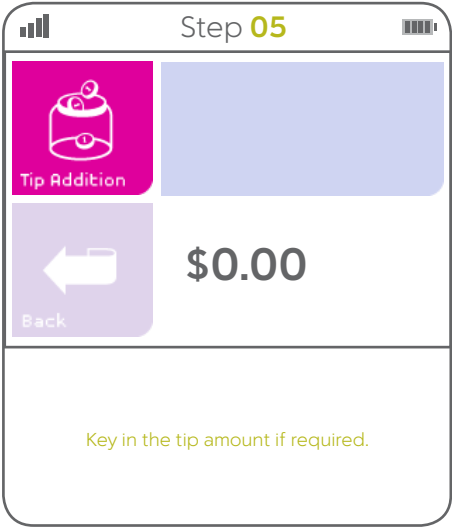 Step 05
Tip Addition
$0.00
Back
Key in the tip amount if required.